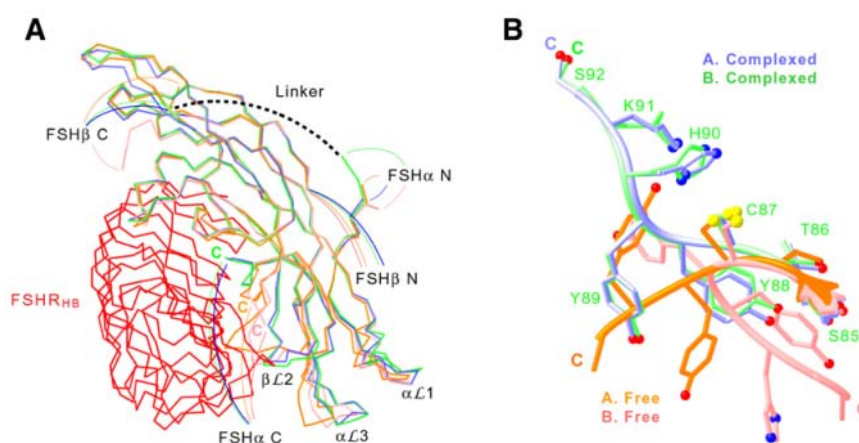 A
B
Linker
FSHβ C
FSHα N
FSHRHB
C
C
C
FSHβ N
βℒ2
αℒ1
αℒ3
FSHα C
C C
S92
A. Complexed
B. Complexed
K91
H90
C87
T86
Y89
Y88
S85
C
A. Free
B. Free